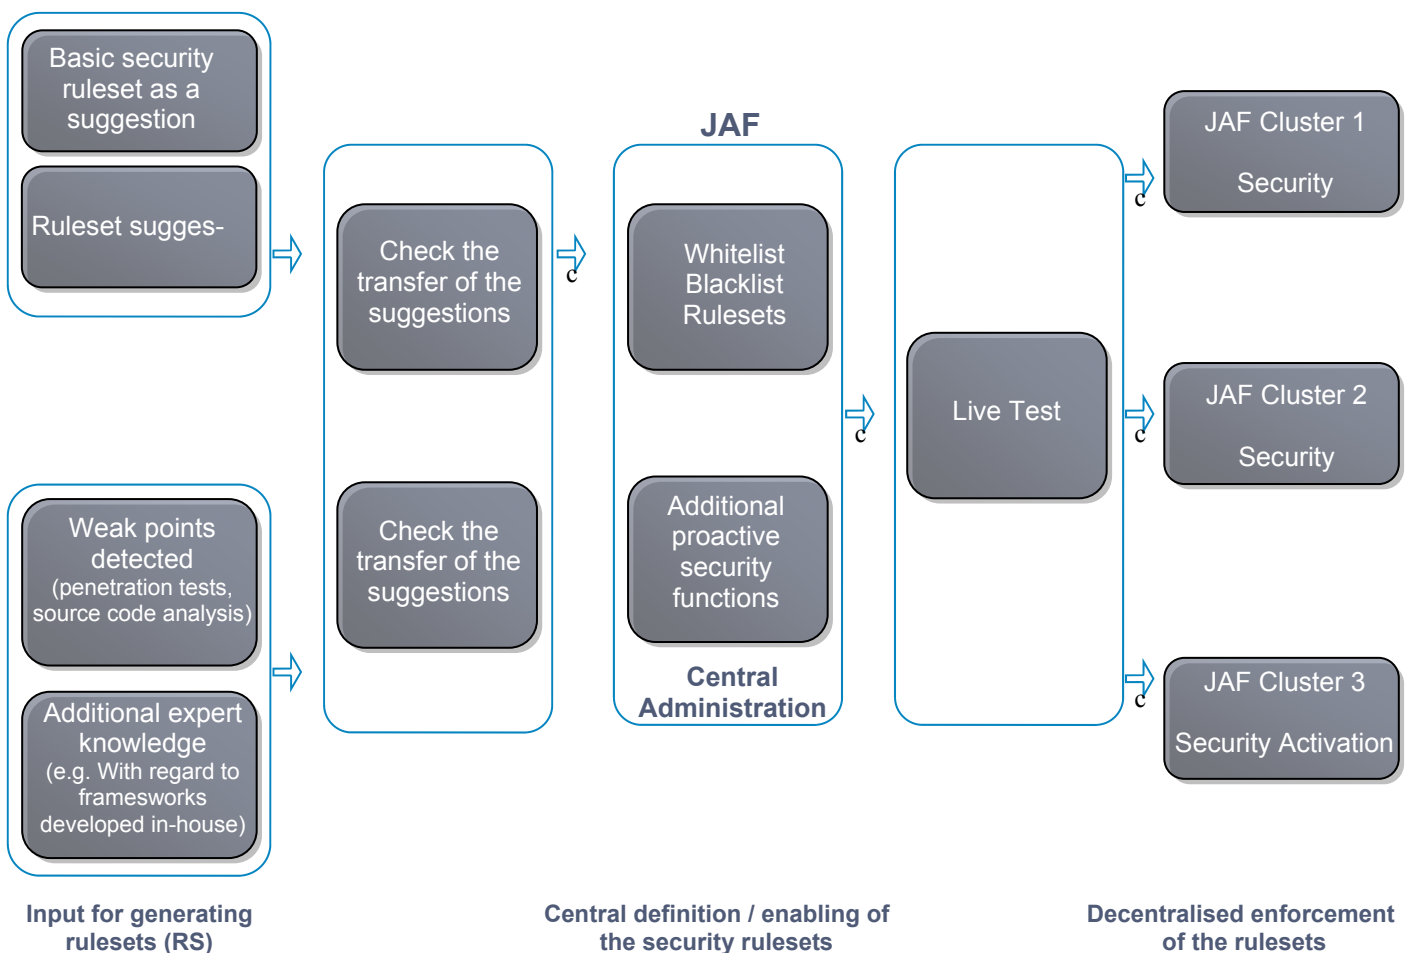 Basic security
ruleset as a
suggestion
Ruleset sugges-
Weak points
detected
(penetration tests,
source code analysis)
Additional expert
knowledge
(e.g. With regard to
framesworks
developed in-house)
Input for generating
rulesets (RS)
Check the
transfer of the
suggestions
Check the
transfer of the
suggestions
c
JAF
Whitelist
Blacklist
Rulesets
Additional
proactive
security
functions
Central
Administration
Central definition / enabling of
the security rulesets
c
Live Test
c
c
c
JAF Cluster 1
Security
JAF Cluster 2
Security
JAF Cluster 3
Security Activation
Decentralised enforcement
of the rulesets